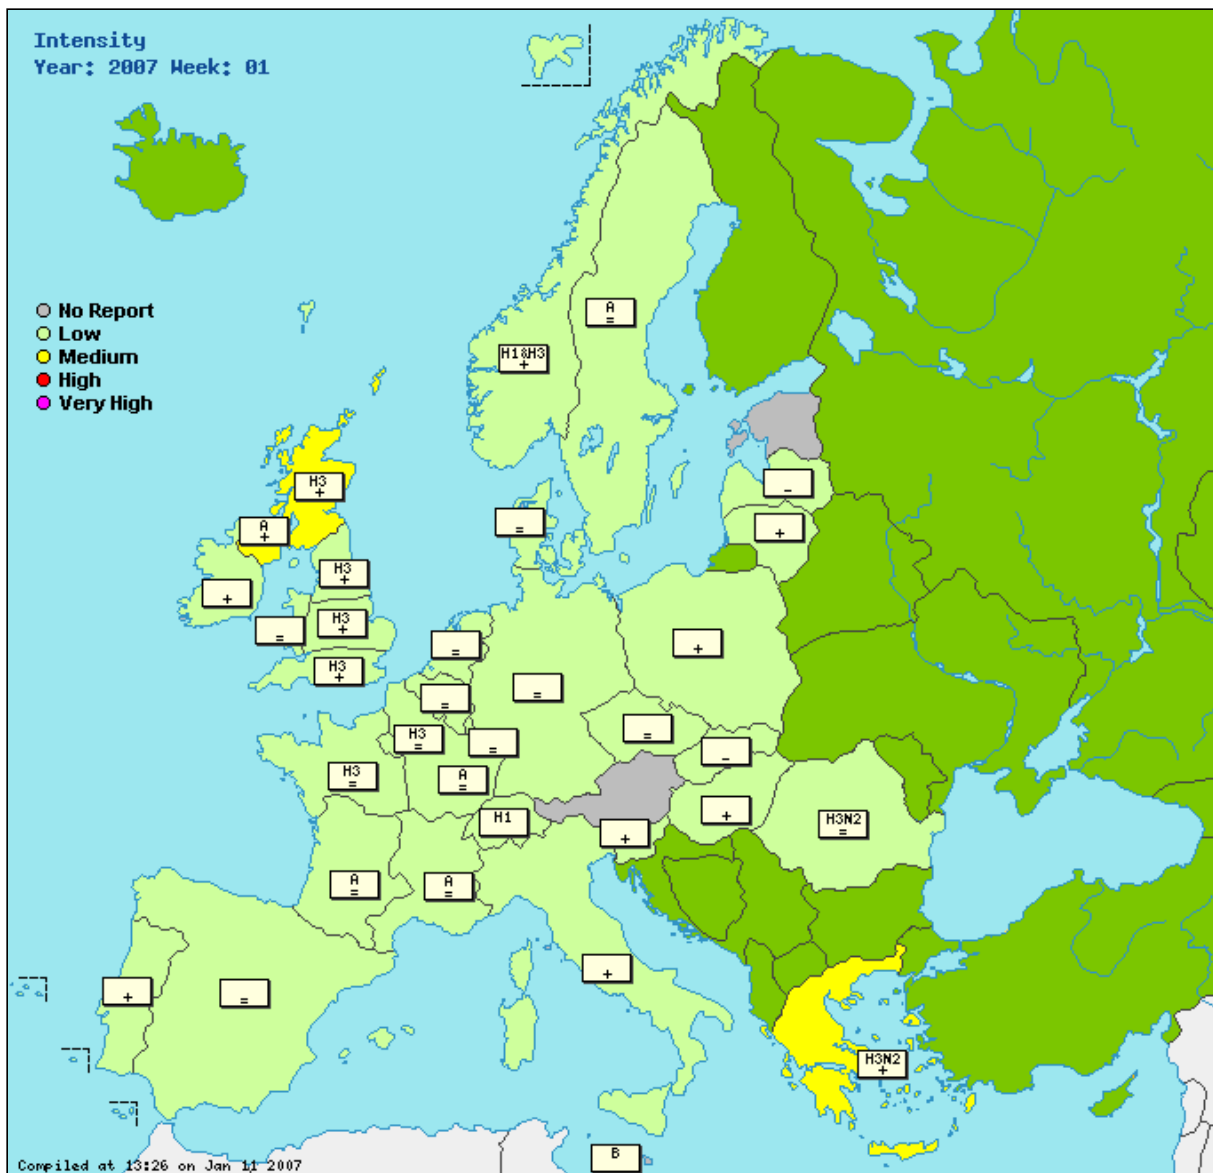 Intensity
Year: 2007 Week: 01
No Report
Low
Medium
High
Very High
A
=
H1&H3
+
H3
+
-
A
+
=
+
H3
+
+
H3
+
=
=
+
H3
+
=
=
H3
=
=
=
-
H3
=
A
=
+
H1
H3N2
=
+
A
=
A
=
+
+
=
H3N2
+
B
Compiled at 13:26 on Jan 11 2007